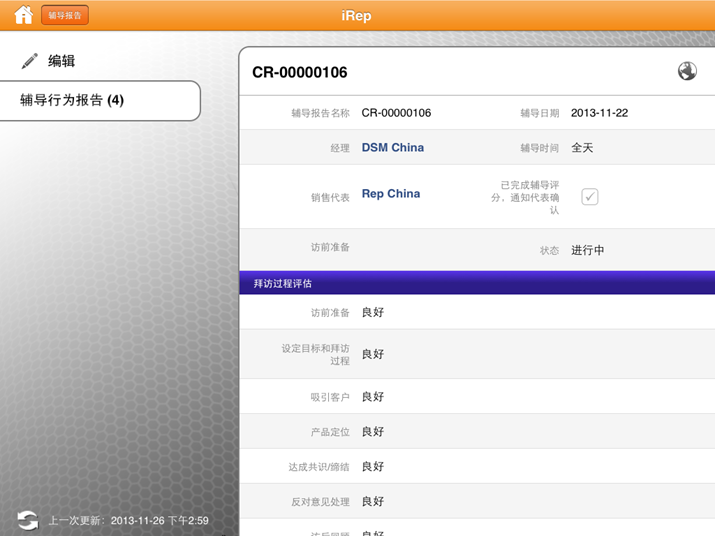 辅导报告
iRep
编辑
辅导行为报告 (4)
CR-00000106
辅导报告名称 CR-00000106 辅导日期 2013-11-22
经理 DSM China 辅导时间 全天
销售代表 Rep China 已完成辅导评
分，通知代表确
认
访前准备 状态 进行中
拜访过程评估
访前准备 良好
设定目标和拜访
过程 良好
吸引客户 良好
产品定位 良好
达成共识/缔结 良好
反对意见处理 良好
访后回顾 良好
上一次更新：2013-11-26 下午2:59